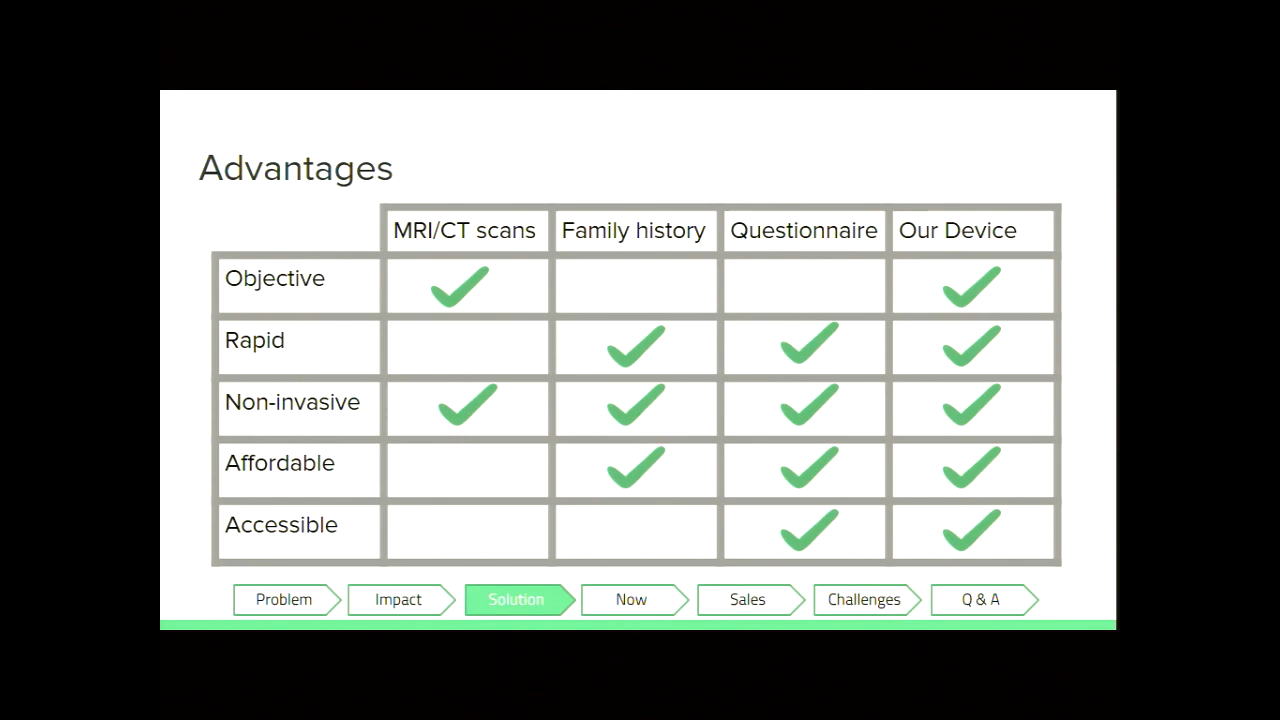 Advantages
MRI/CT scans Family history Questionnaire Our Device
Objective
Rapid
Non-invasive
Affordable
Accessible
Problem Impact Solution Now Sales Challenges Q & A